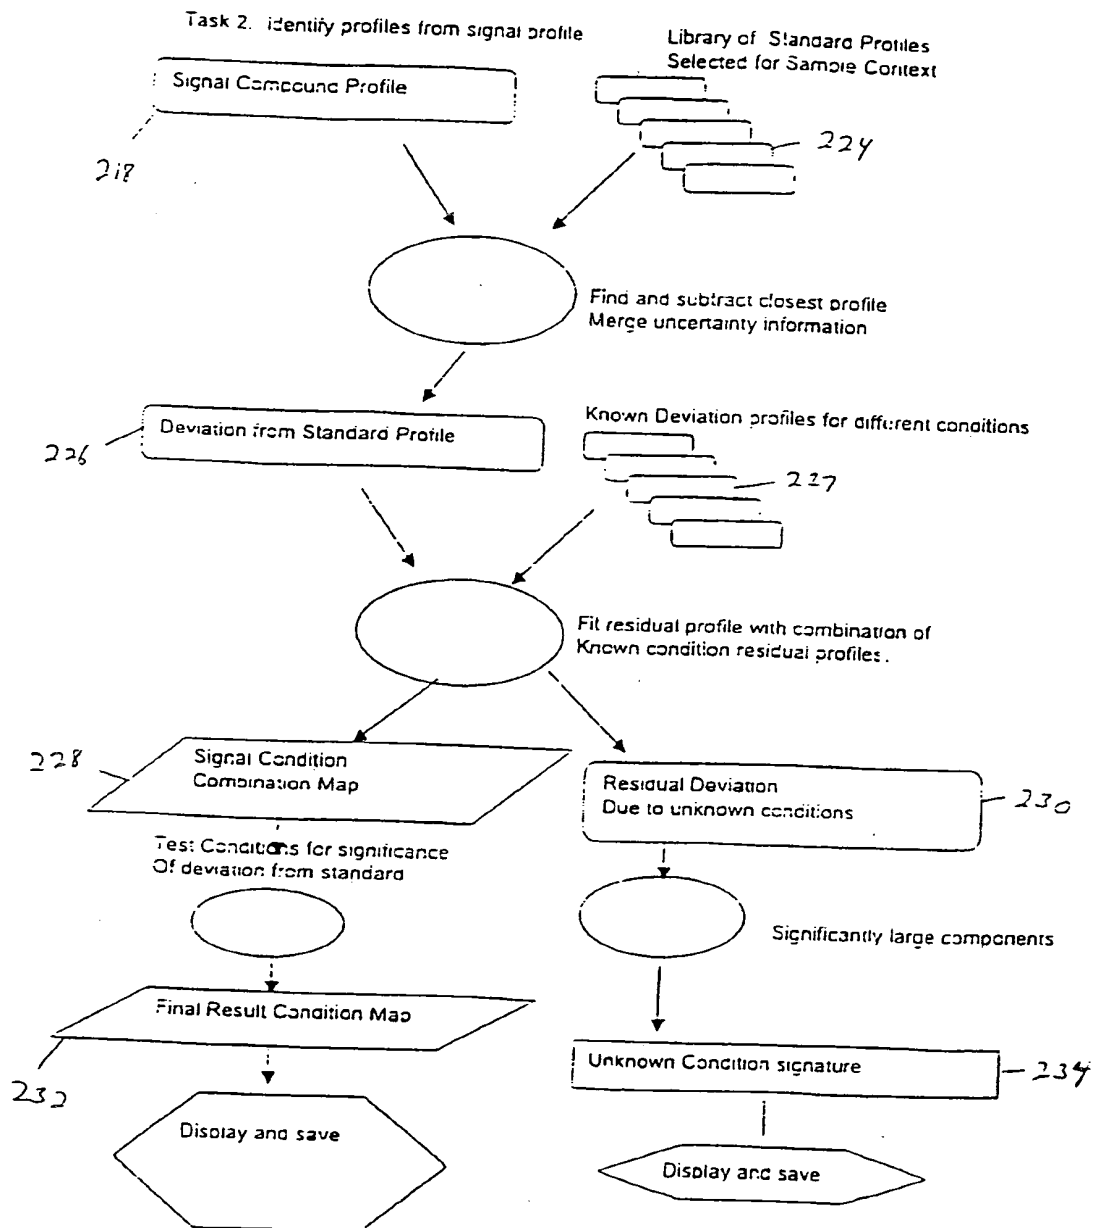 Task 2. Identify profiles from signal profile
Library of Standard Profiles
Selected for Sample Context
Signal Compound Profile
224
218
Find and subtract closest profile
Merge uncertainty information
Known Deviation profiles for different conditions
Deviation from Standard Profile
226
227
Fit residual profile with combination of
Known condition residual profiles.
228
Signal Condition
Combination Map
Residual Deviation
Due to unknown conditions
230
Test Conditions for significance
Of deviation from standard
Significantly large components
Final Result Condition Map
232
Unknown Condition signature
234
Display and save
Display and save